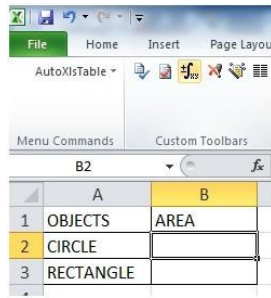 File Home Insert Page Layou
AutoXlsTable
Menu Commands Custom Toolbars
B2 fx
A B
1 OBJECTS AREA
2 CIRCLE
3 RECTANGLE